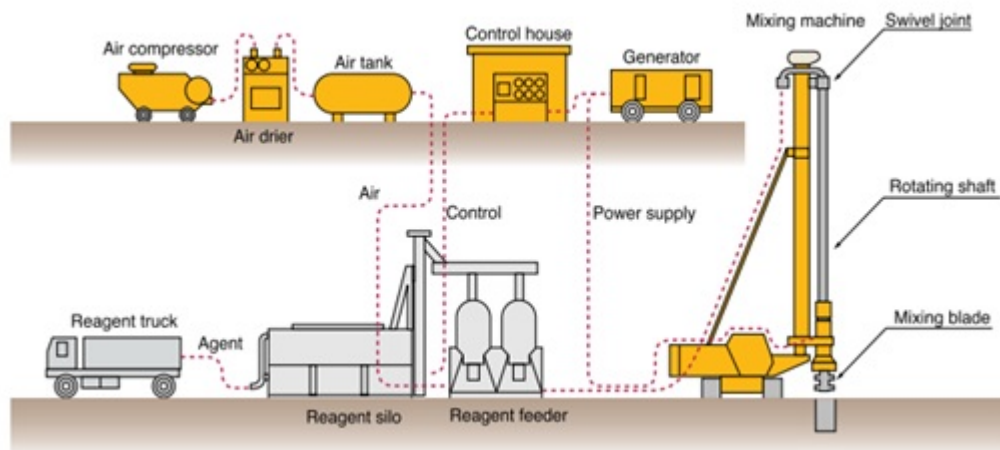 Mixing machine
Swivel joint
Control house
Air compressor
Generator
Air tank
Air drier
Rotating shaft
Air
Control
Power supply
Mixing blade
Reagent truck
Agent
Reagent silo
Reagent feeder